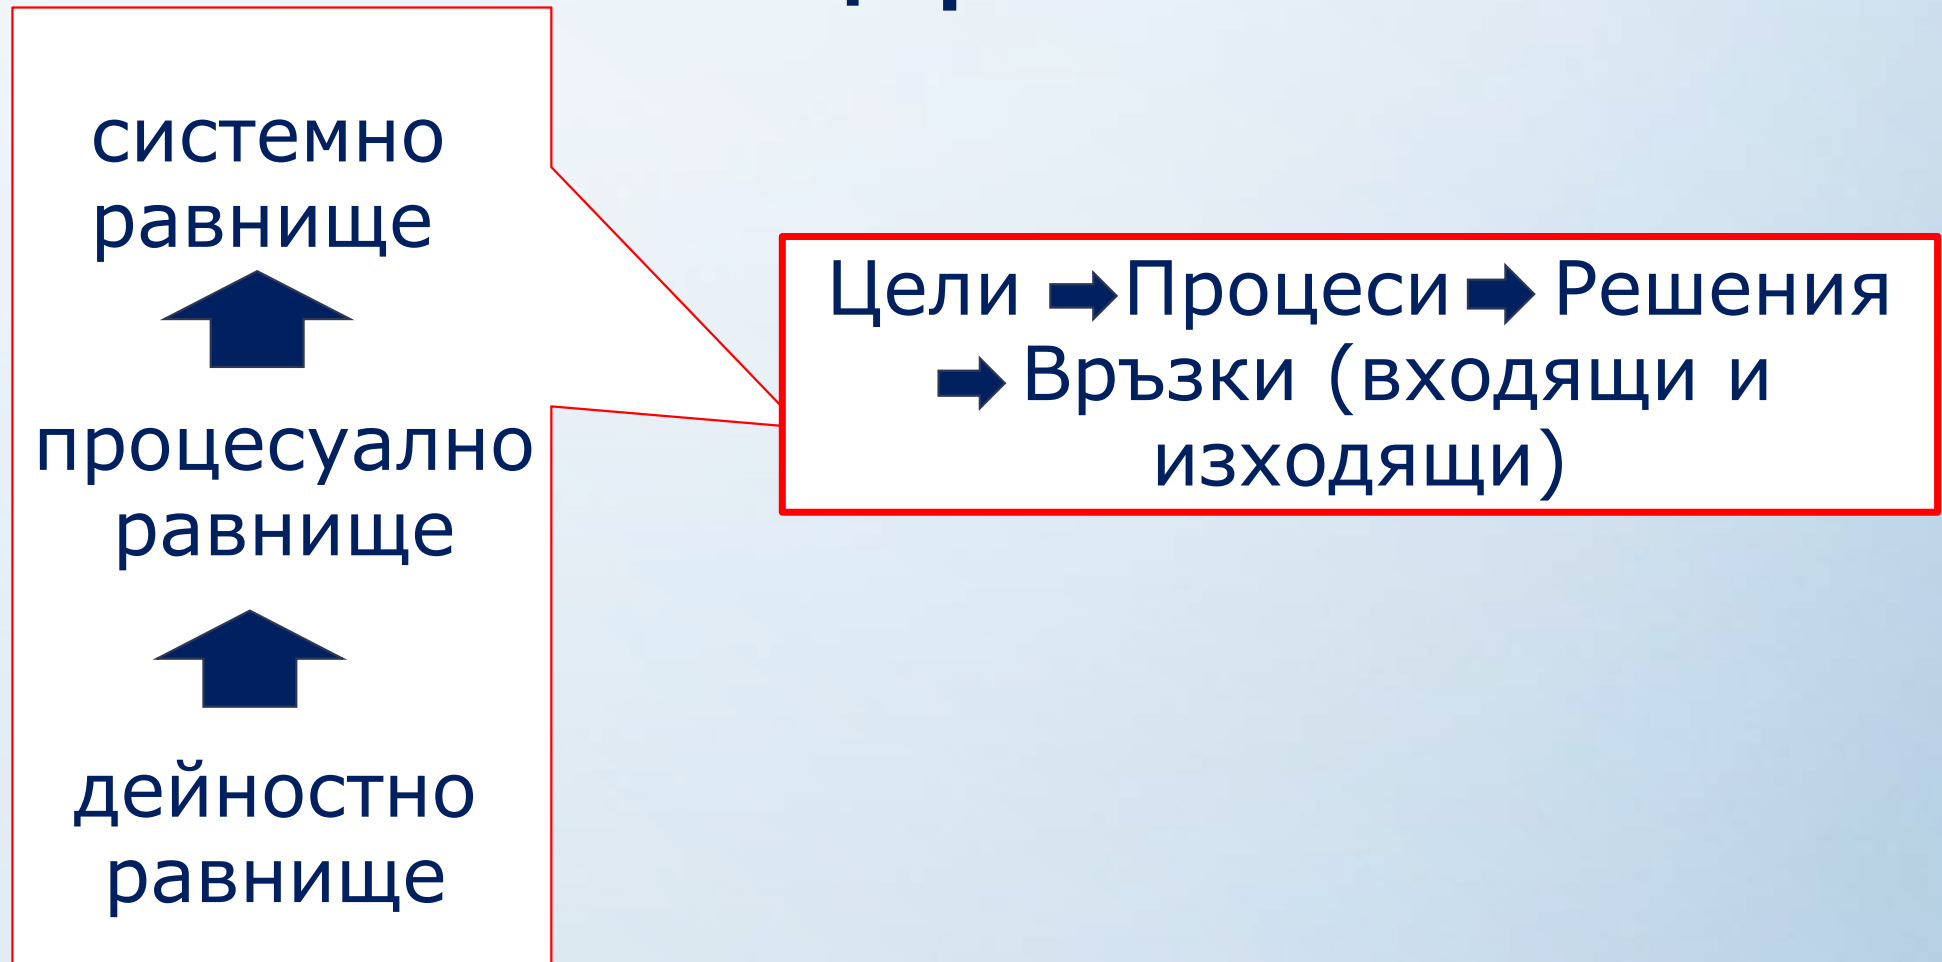 системно
равнище
процесуално
равнище
дейностно
равнище
Цели Процеси Решения
Връзки (входящи и
изходящи)